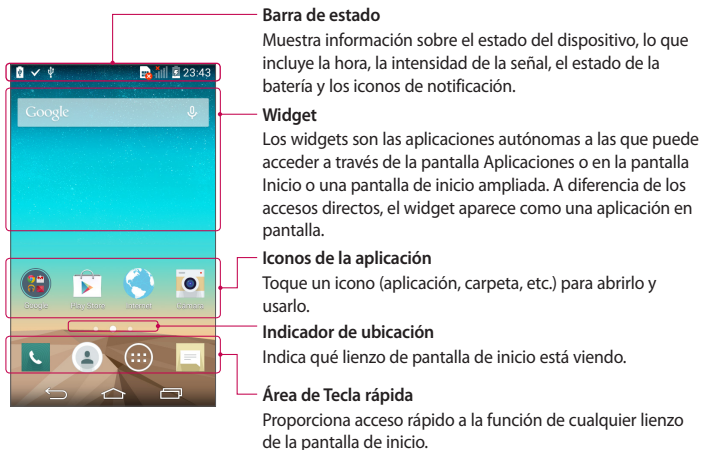 Barra de estado
Muestra información sobre el estado del dispositivo, lo que
incluye la hora, la intensidad de la señal, el estado de la
batería y los iconos de notificación.
23:43
Google
Widget
Los widgets son las aplicaciones autónomas a las que puede
acceder a través de la pantalla Aplicaciones o en la pantalla
Inicio o una pantalla de inicio ampliada. A diferencia de los
accesos directos, el widget aparece como una aplicación en
pantalla.
Iconos de la aplicación
Toque un icono (aplicación, carpeta, etc.) para abrirlo y
usarlo.
Google Play Store Internet Cámara
Indicador de ubicación
Indica qué lienzo de pantalla de inicio está viendo.
Área de Tecla rápida
Proporciona acceso rápido a la función de cualquier lienzo
de la pantalla de inicio.